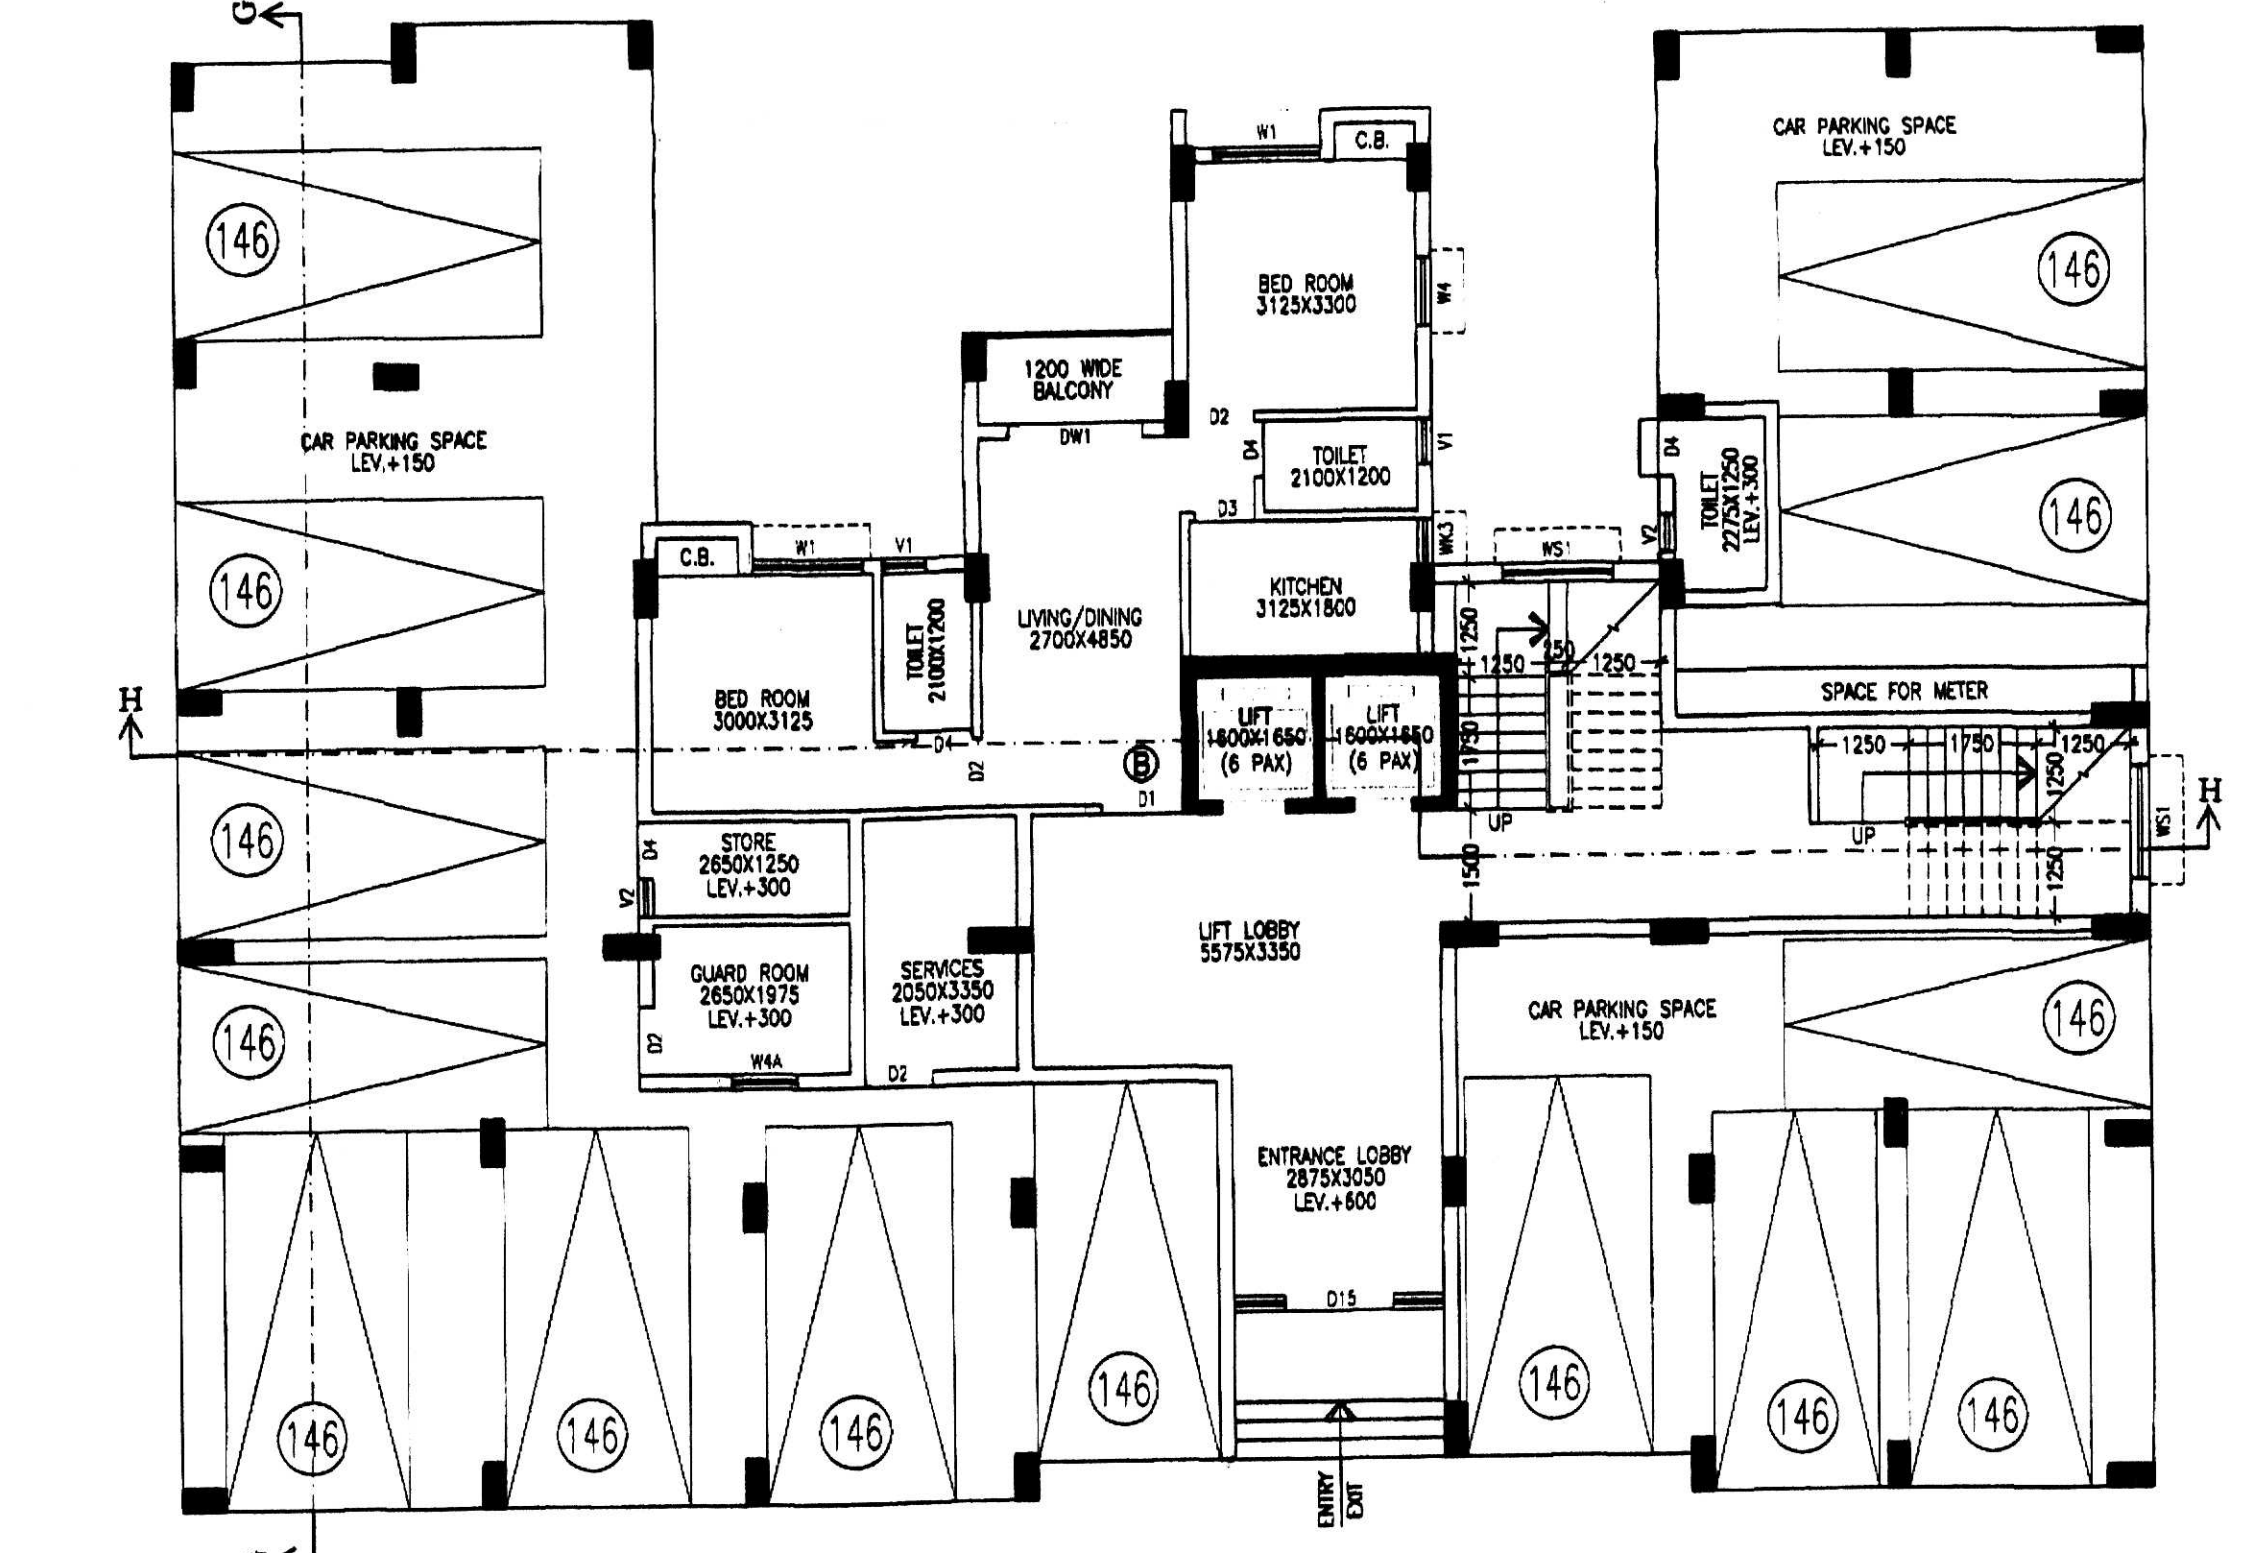 G
W1
C.B.
CAR PARKING SPACE
LEV.+150
146
146
BED ROOM
3125X3300
W4
1200 WIDE
BALCONY
DW1
D2
D4
TOILET
2100X1200
V1
D3
CAR PARKING SPACE
LEV.+150
D4
TOILET
2275X1250
LEV.+300
V2
146
146
C.B.
W1
V1
WK3
WS1
KITCHEN
3125X1800
LIVING/DINING
2700X4850
TOILET
2100X1200
1250
1250
250
1250
BED ROOM
3000X3125
H
SPACE FOR METER
LIFT
1600X1650
(6 PAX)
LIFT
1600X1650
(6 PAX)
1750
D4
D2
B
D1
1250
1750
1250
1250
UP
UP
WS1
H
146
STORE
2650X1250
LEV.+300
D4
V2
1500
1250
LIFT LOBBY
5575X3350
GUARD ROOM
2650X1975
LEV.+300
SERVICES
2050X3350
LEV.+300
CAR PARKING SPACE
LEV.+150
146
146
D2
W4A
D2
ENTRANCE LOBBY
2875X3050
LEV.+600
D15
146
146
146
146
146
146
146
ENTRY
EXIT